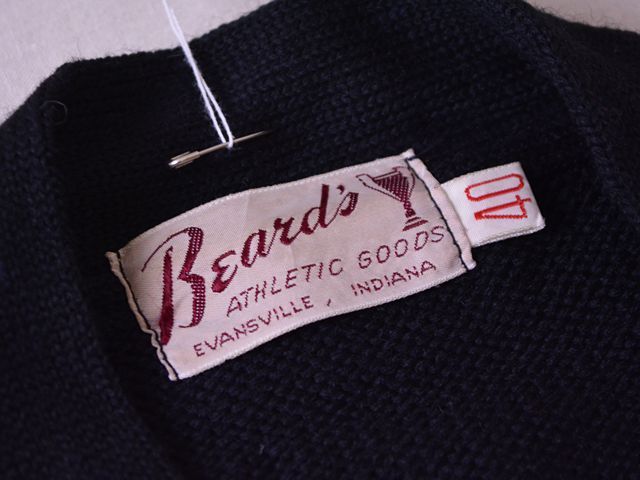 Beard's
ATHLETIC GOODS
EVANSVILLE, INDIANA
40